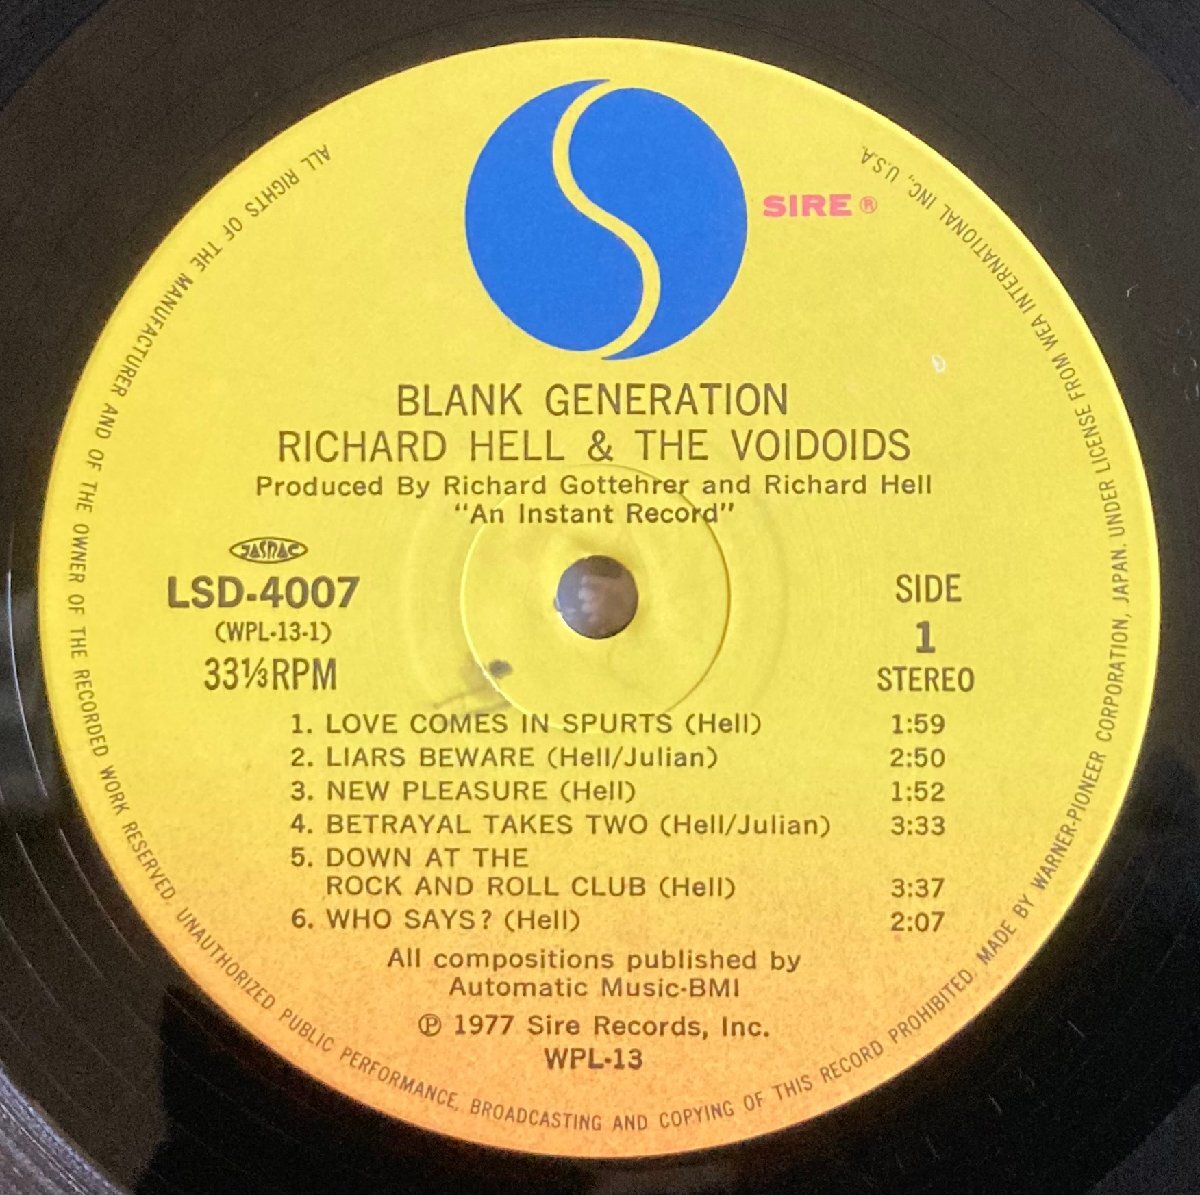 SIRE ®
BLANK GENERATION
RICHARD HELL & THE VOIDOIDS
Produced By Richard Gottehrer and Richard Hell
"An Instant Record"
JASRAC
LSD-4007
(WPL-13-1)
33⅓RPM
SIDE
1
STEREO
1. LOVE COMES IN SPURTS (Hell) 1:59
2. LIARS BEWARE (Hell/Julian) 2:50
3. NEW PLEASURE (Hell) 1:52
4. BETRAYAL TAKES TWO (Hell/Julian) 3:33
5. DOWN AT THE
ROCK AND ROLL CLUB (Hell) 3:37
6. WHO SAYS? (Hell) 2:07
All compositions published by
Automatic Music-BMI
℗ 1977 Sire Records, Inc.
WPL-13
ALL RIGHTS OF THE MANUFACTURER AND OF THE OWNER OF THE RECORDED WORK RESERVED. UNAUTHORIZED PUBLIC PERFORMANCE, BROADCASTING AND COPYING OF THIS RECORD PROHIBITED. MADE BY WARNER-PIONEER CORPORATION, JAPAN. UNDER LICENSE FROM WEA INTERNATIONAL INC, U.S.A.